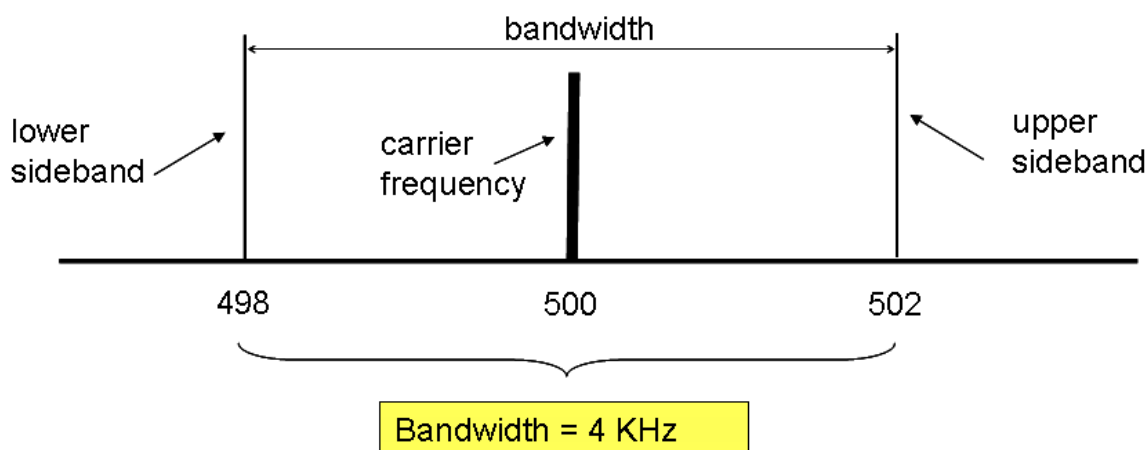 bandwidth
lower
sideband
carrier
frequency
upper
sideband
498
500
502
Bandwidth = 4 KHz